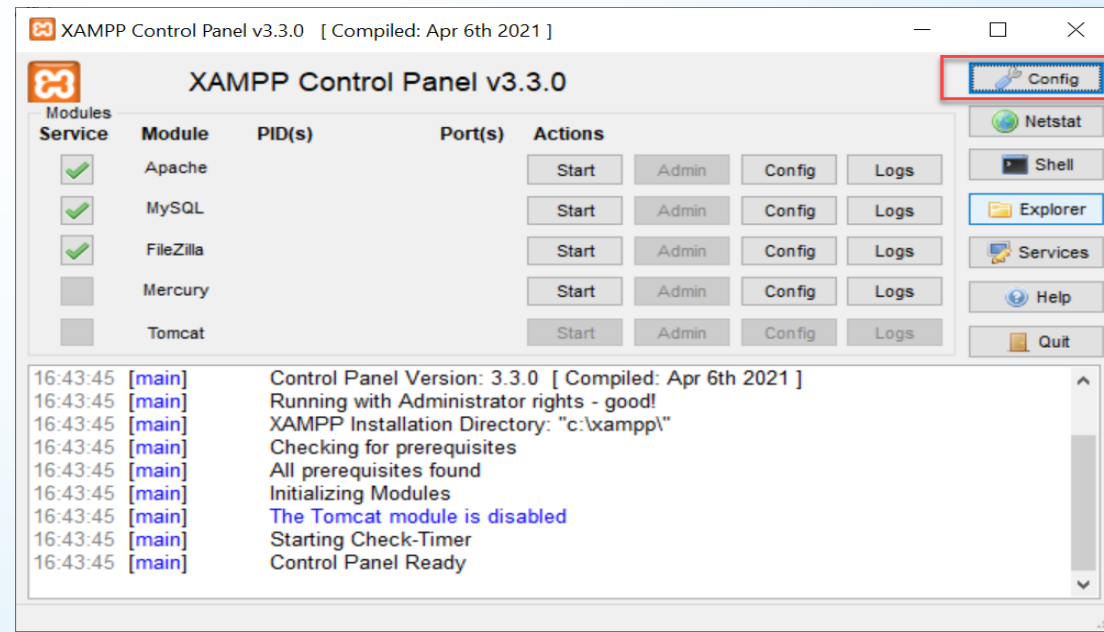 XAMPP Control Panel v3.3.0 [ Compiled: Apr 6th 2021 ]
XAMPP Control Panel v3.3.0
Config
Modules
Service Module PID(s) Port(s) Actions
Netstat
Apache Start Admin Config Logs
Shell
MySQL Start Admin Config Logs
Explorer
FileZilla Start Admin Config Logs
Services
Mercury Start Admin Config Logs
Help
Tomcat Start Admin Config Logs
Quit
16:43:45 [main] Control Panel Version: 3.3.0 [ Compiled: Apr 6th 2021 ]
16:43:45 [main] Running with Administrator rights - good!
16:43:45 [main] XAMPP Installation Directory: "c:\xampp\"
16:43:45 [main] Checking for prerequisites
16:43:45 [main] All prerequisites found
16:43:45 [main] Initializing Modules
16:43:45 [main] The Tomcat module is disabled
16:43:45 [main] Starting Check-Timer
16:43:45 [main] Control Panel Ready